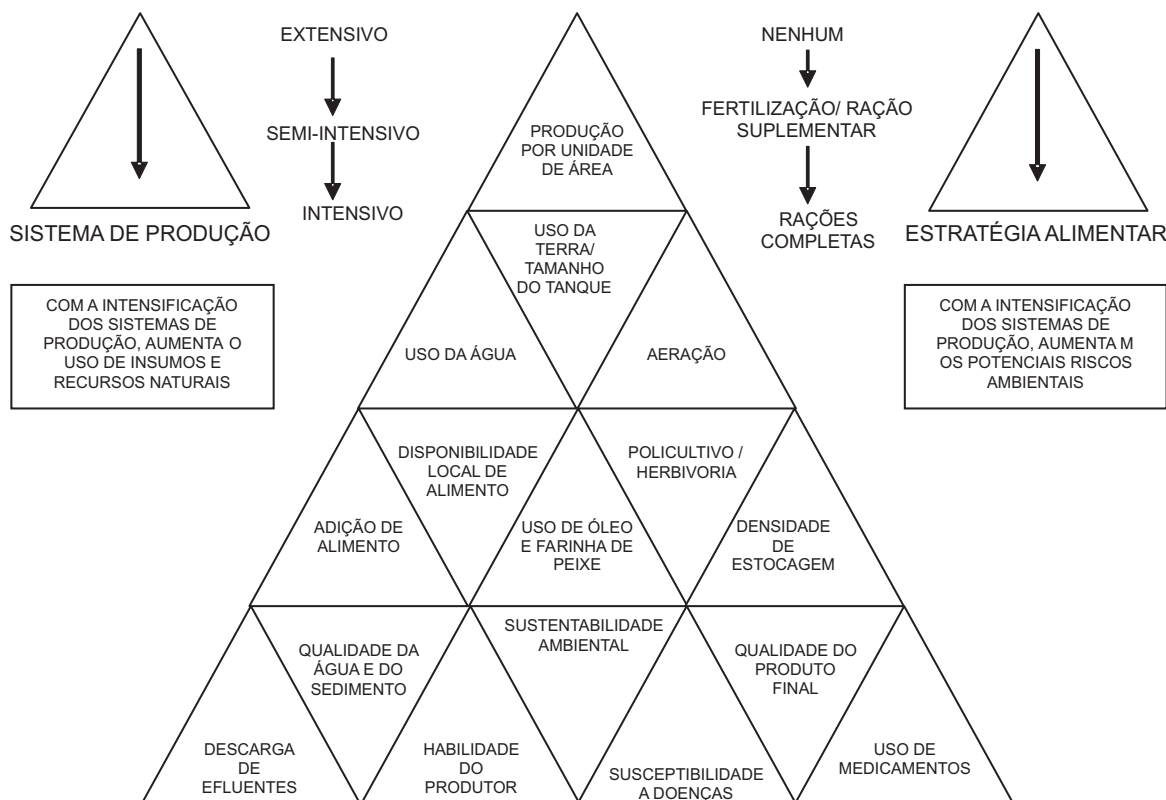 EXTENSIVO
SEMI-INTENSIVO
INTENSIVO
SISTEMA DE PRODUÇÃO
COM A INTENSIFICAÇÃO
DOS SISTEMAS DE
PRODUÇÃO, AUMENTA O
USO DE INSUMOS E
RECURSOS NATURAIS
NENHUM
FERTILIZAÇÃO/ RAÇÃO
SUPLEMENTAR
RAÇÕES
COMPLETAS
ESTRATÉGIA ALIMENTAR
COM A INTENSIFICAÇÃO
DOS SISTEMAS DE
PRODUÇÃO, AUMENTA M
OS POTENCIAIS RISCOS
AMBIENTAIS
PRODUÇÃO
POR UNIDADE
DE ÁREA
USO DA
TERRA/
TAMANHO
DO TANQUE
USO DA ÁGUA
AERAÇÃO
DISPONIBILIDADE
LOCAL DE
ALIMENTO
POLICULTIVO /
HERBIVORIA
ADIÇÃO DE
ALIMENTO
USO DE ÓLEO
E FARINHA DE
PEIXE
DENSIDADE
DE
ESTOCAGEM
QUALIDADE DA
ÁGUA E DO
SEDIMENTO
SUSTENTABILIDADE
AMBIENTAL
QUALIDADE DO
PRODUTO
FINAL
DESCARGA
DE
EFLUENTES
HABILIDADE
DO
PRODUTOR
SUSCEPTIBILIDADE
A DOENÇAS
USO DE
MEDICAMENTOS